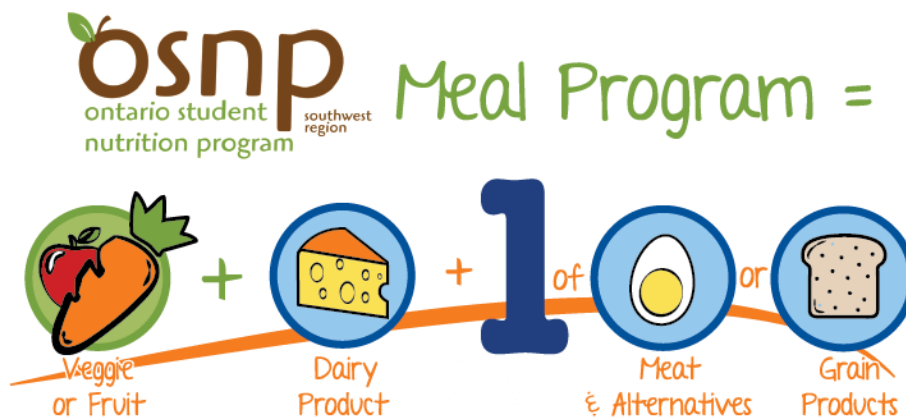 osnp
ontario student
nutrition program
southwest
region
Meal Program =
+
+ 1 of
or
Veggie
or Fruit
Dairy
Product
Meat
& Alternatives
Grain
Products